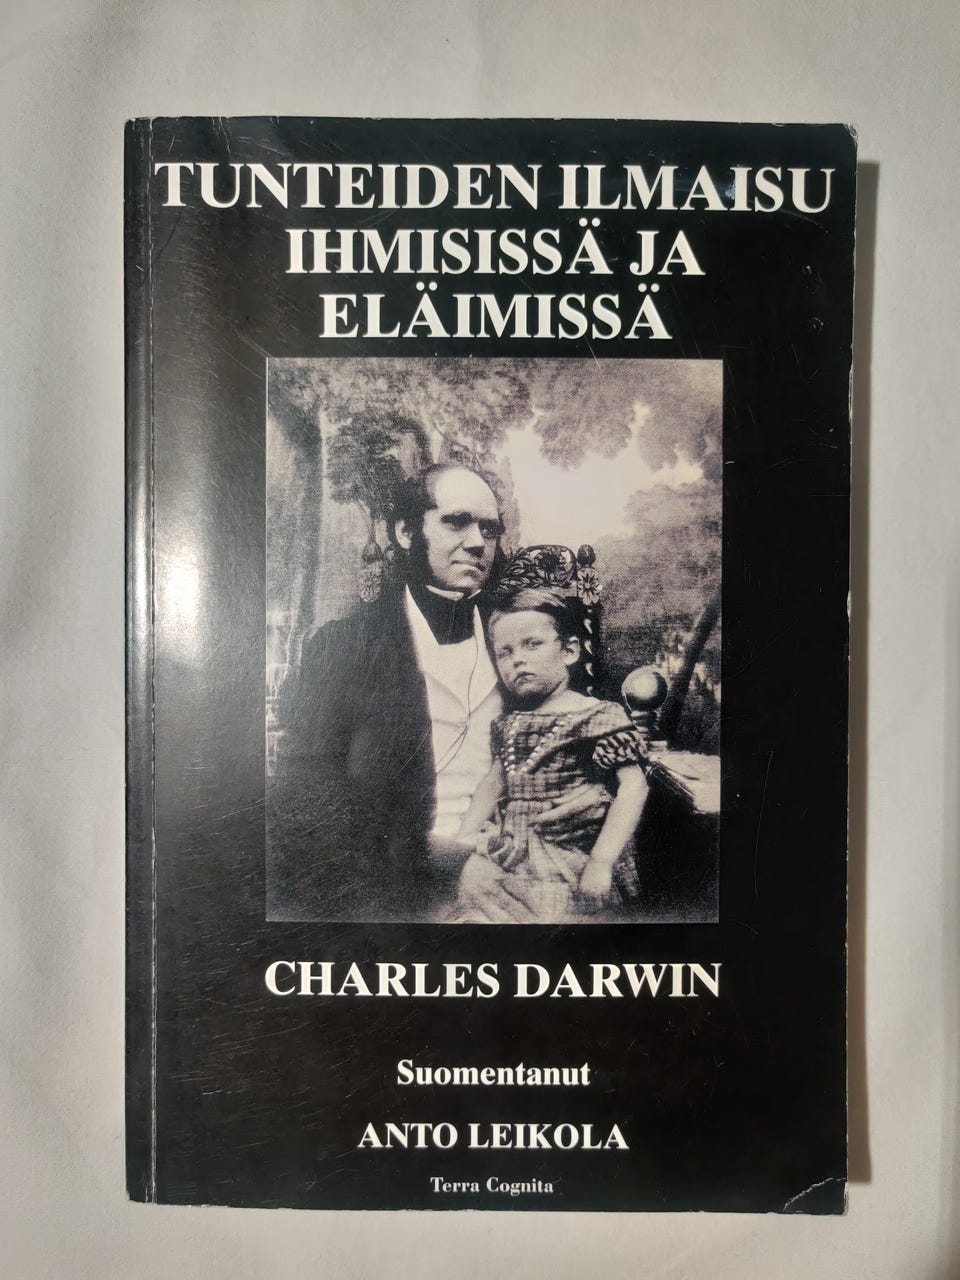 TUNTEIDEN ILMAISU
IHMISISSÄ JA
ELÄIMISSÄ
CHARLES DARWIN
Suomentanut
ANTO LEIKOLA
Terra Cognita